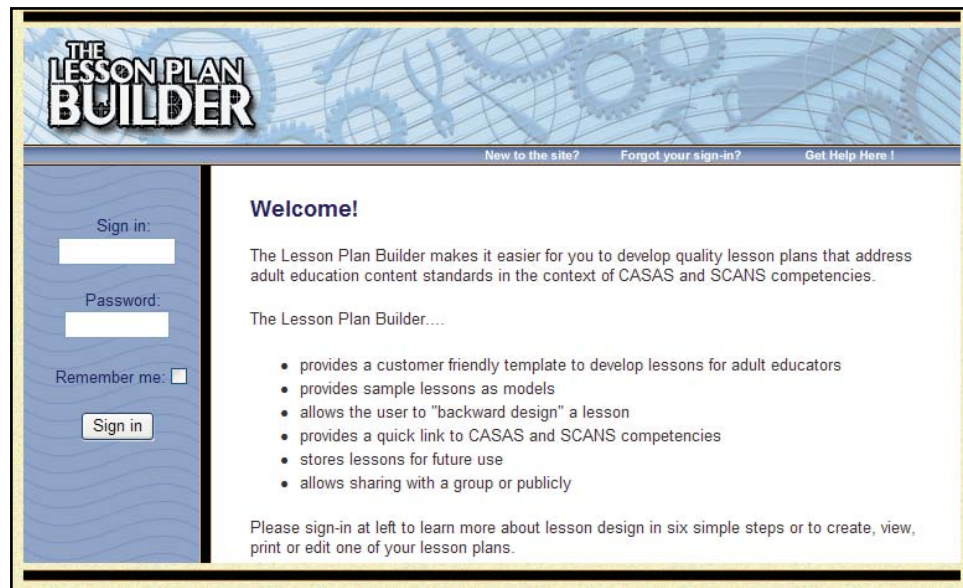 THE
LESSON PLAN
BUILDER
New to the site? Forgot your sign-in? Get Help Here !
Sign in:
Password:
Remember me:
Sign in
Welcome!
The Lesson Plan Builder makes it easier for you to develop quality lesson plans that address
adult education content standards in the context of CASAS and SCANS competencies.
The Lesson Plan Builder....
• provides a customer friendly template to develop lessons for adult educators
• provides sample lessons as models
• allows the user to "backward design" a lesson
• provides a quick link to CASAS and SCANS competencies
• stores lessons for future use
• allows sharing with a group or publicly
Please sign-in at left to learn more about lesson design in six simple steps or to create, view,
print or edit one of your lesson plans.